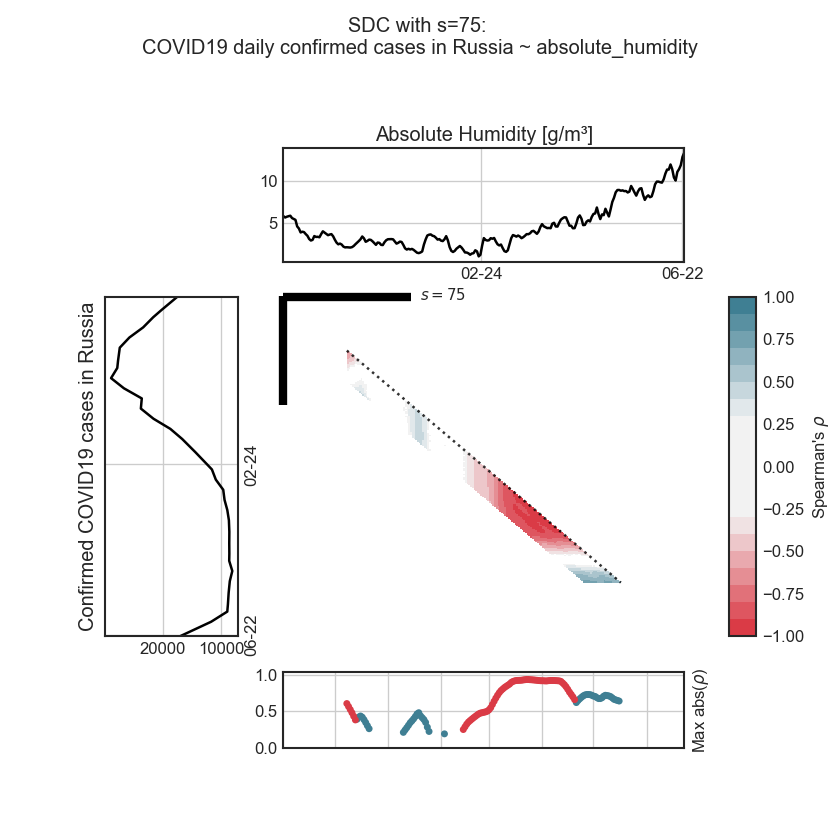 SDC with s=75:
COVID19 daily confirmed cases in Russia ~ absolute_humidity
Absolute Humidity [g/m³]
10
5
02-24
06-22
s = 75
Confirmed COVID19 cases in Russia
02-24
06-22
20000
10000
1.00
0.75
0.50
0.25
0.00
−0.25
−0.50
−0.75
−1.00
Spearman's ρ
1.0
0.5
0.0
Max abs(ρ)